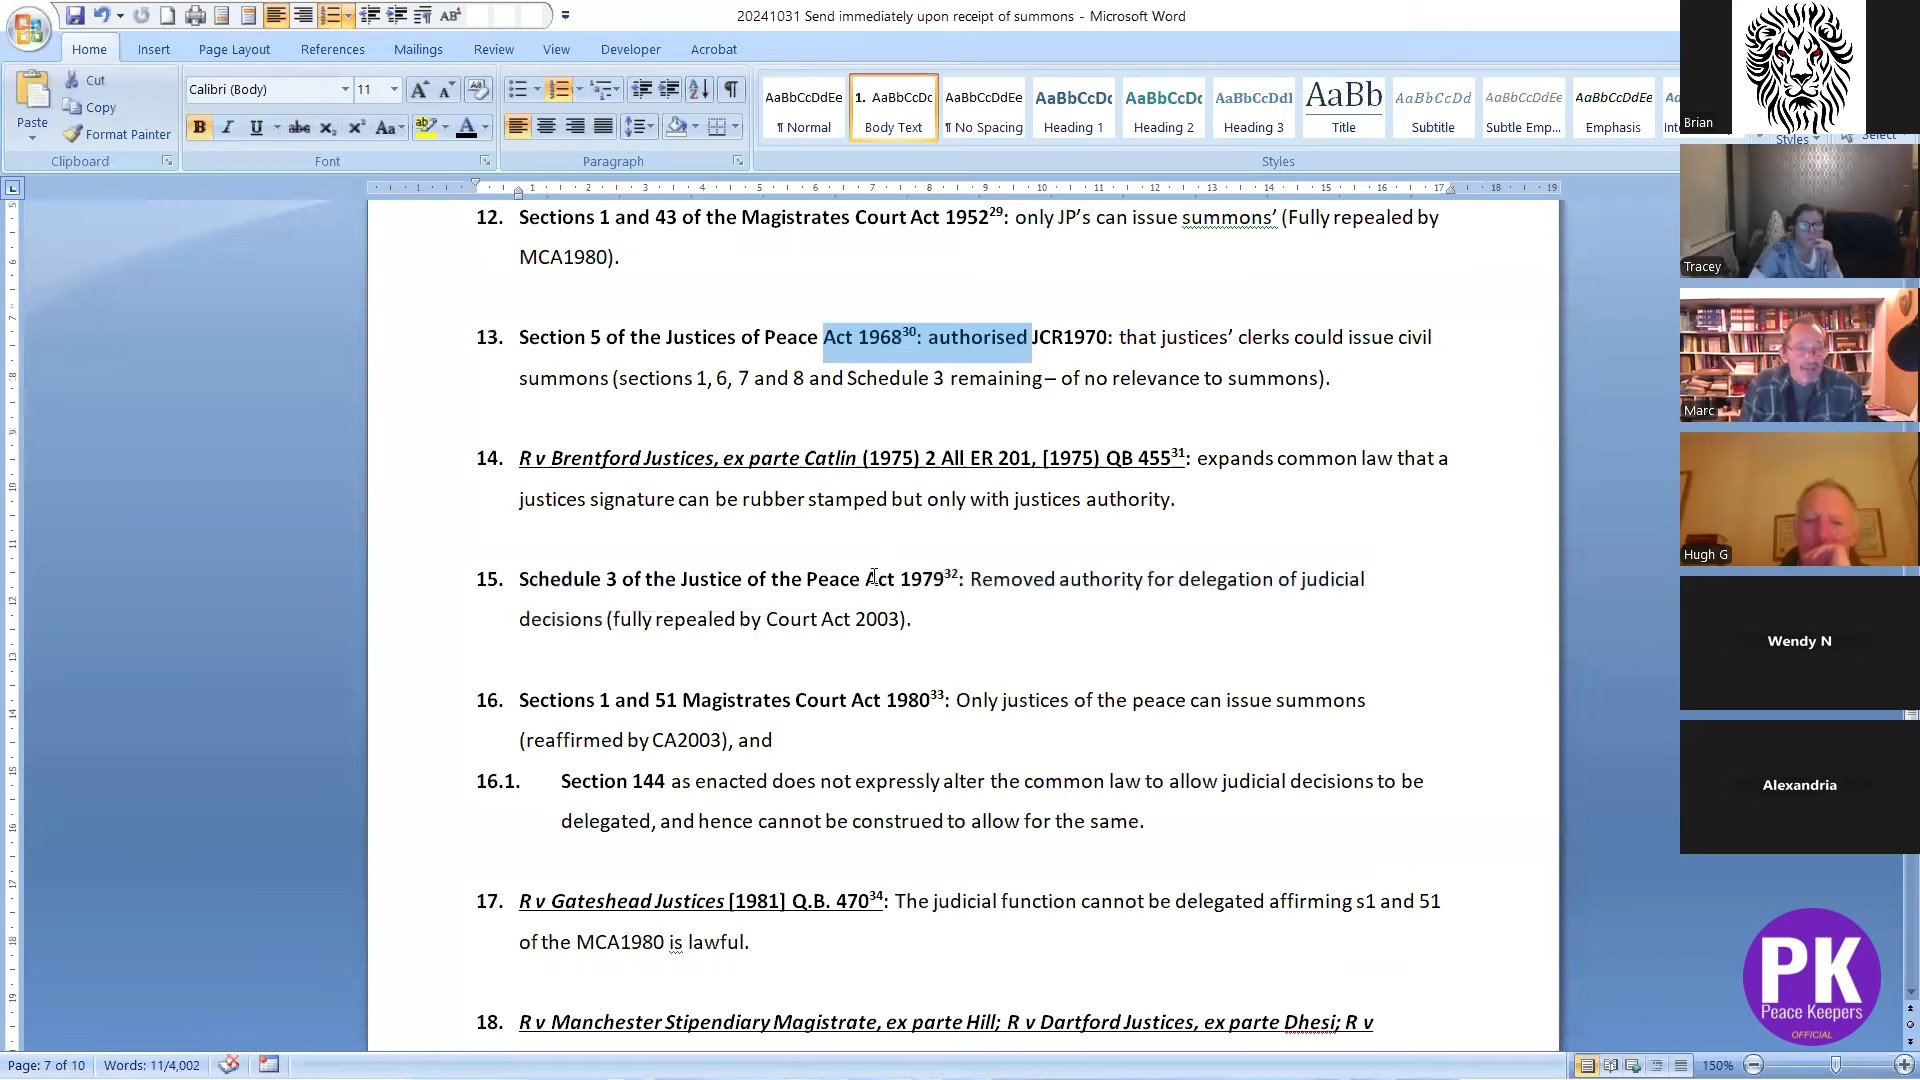 20241031 Send immediately upon receipt of summons - Microsoft Word
Home Insert Page Layout References Mailings Review View Developer Acrobat
Paste
Cut
Copy
Format Painter
Clipboard
Calibri (Body) 11
Font
Paragraph
AaBbCcDdEe
¶ Normal
1. AaBbCcDc
Body Text
AaBbCcDdEe
¶ No Spacing
AaBbCcDc
Heading 1
AaBbCcDc
Heading 2
AaBbCcDdI
Heading 3
AaBb
Title
AaBbCcDd
Subtitle
AaBbCcDdEe
Subtle Emp...
AaBbCcDdEe
Emphasis
Styles
Styles
Select
12. Sections 1 and 43 of the Magistrates Court Act 1952²⁹: only JP’s can issue summons’ (Fully repealed by
MCA1980).
13. Section 5 of the Justices of Peace Act 1968³⁰: authorised JCR1970: that justices’ clerks could issue civil
summons (sections 1, 6, 7 and 8 and Schedule 3 remaining – of no relevance to summons).
14. R v Brentford Justices, ex parte Catlin (1975) 2 All ER 201, [1975) QB 455³¹: expands common law that a
justices signature can be rubber stamped but only with justices authority.
15. Schedule 3 of the Justice of the Peace Act 1979³²: Removed authority for delegation of judicial
decisions (fully repealed by Court Act 2003).
16. Sections 1 and 51 Magistrates Court Act 1980³³: Only justices of the peace can issue summons
(reaffirmed by CA2003), and
16.1. Section 144 as enacted does not expressly alter the common law to allow judicial decisions to be
delegated, and hence cannot be construed to allow for the same.
17. R v Gateshead Justices [1981] Q.B. 470³⁴: The judicial function cannot be delegated affirming s1 and 51
of the MCA1980 is lawful.
18. R v Manchester Stipendiary Magistrate, ex parte Hill; R v Dartford Justices, ex parte Dhesi; R v
Page: 7 of 10 Words: 11/4,002
150%
Brian
Tracey
Marc
Hugh G
Wendy N
Alexandria
PK
Peace Keepers
OFFICIAL